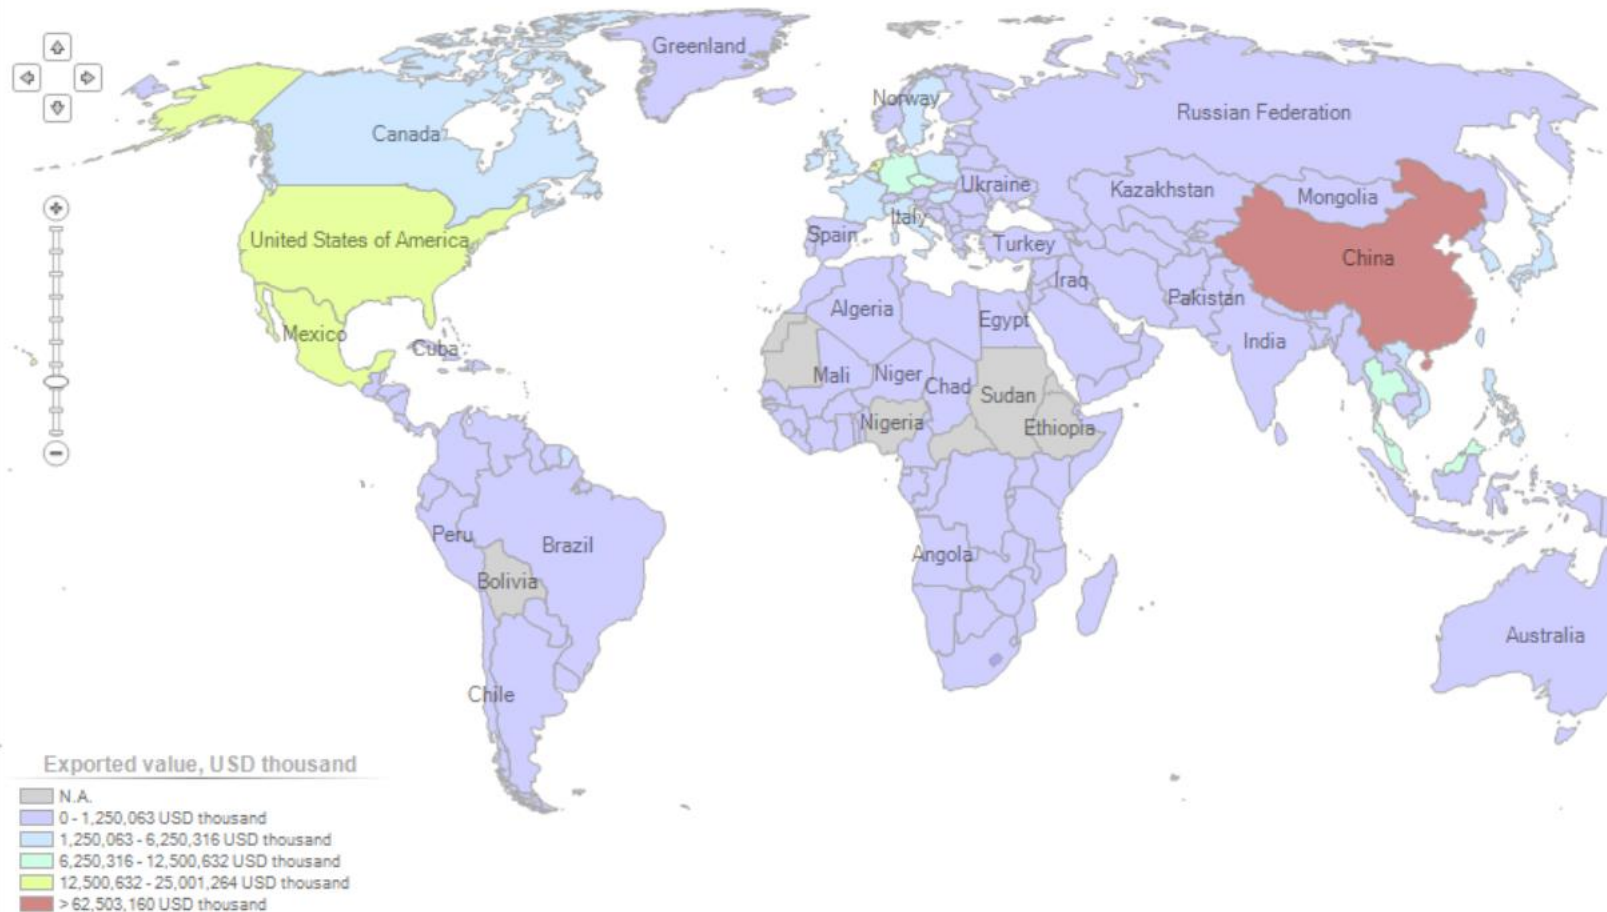 Greenland
Norway
Russian Federation
Canada
Ukraine
Kazakhstan
Mongolia
Italy
Spain
United States of America
Turkey
China
Iraq
Pakistan
Algeria
Egypt
Mexico
India
Cuba
Mali
Niger
Chad
Sudan
Nigeria
Ethiopia
Peru
Brazil
Angola
Bolivia
Australia
Chile
Exported value, USD thousand
N.A.
0 - 1,250,063 USD thousand
1,250,063 - 6,250,316 USD thousand
6,250,316 - 12,500,632 USD thousand
12,500,632 - 25,001,264 USD thousand
> 62,503,160 USD thousand